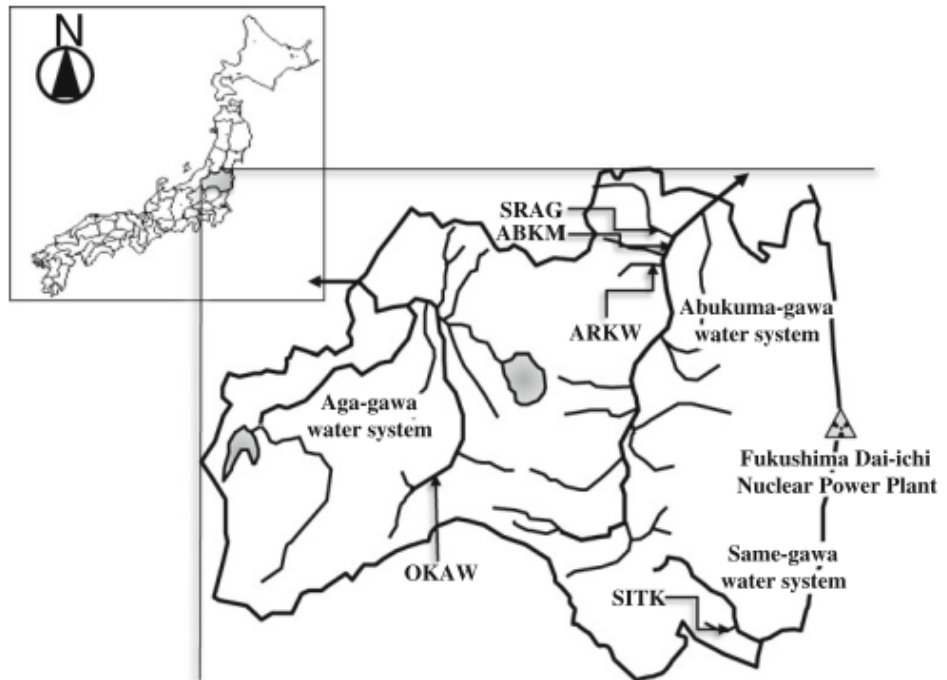 N
SRAG
ABKM
ARKW
Abukuma-gawa
water system
Aga-gawa
water system
Fukushima Dai-ichi
Nuclear Power Plant
OKAW
Same-gawa
water system
SITK